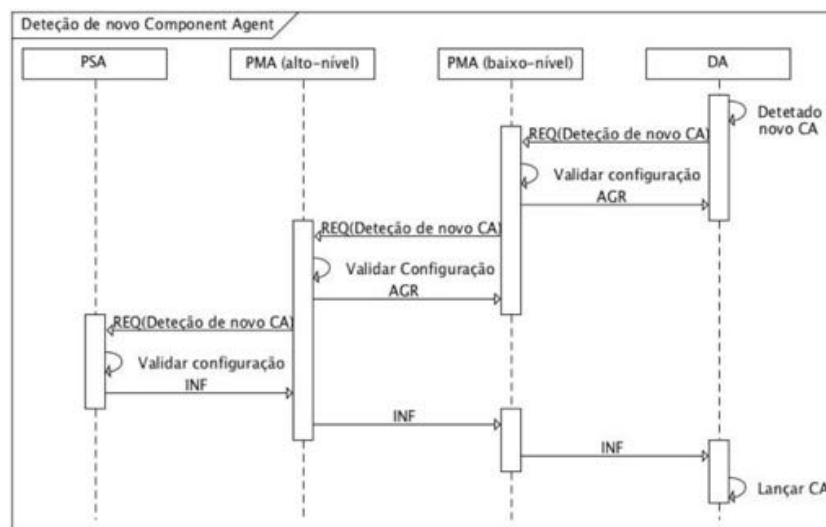 Deteção de novo Component Agent
PSA
PMA (alto-nível)
PMA (baixo-nível)
DA
Detetado
novo CA
REQ(Deteção de novo CA)
Validar configuração
AGR
REQ(Deteção de novo CA)
Validar Configuração
AGR
REQ(Deteção de novo CA)
Validar configuração
INF
INF
INF
Lançar CA